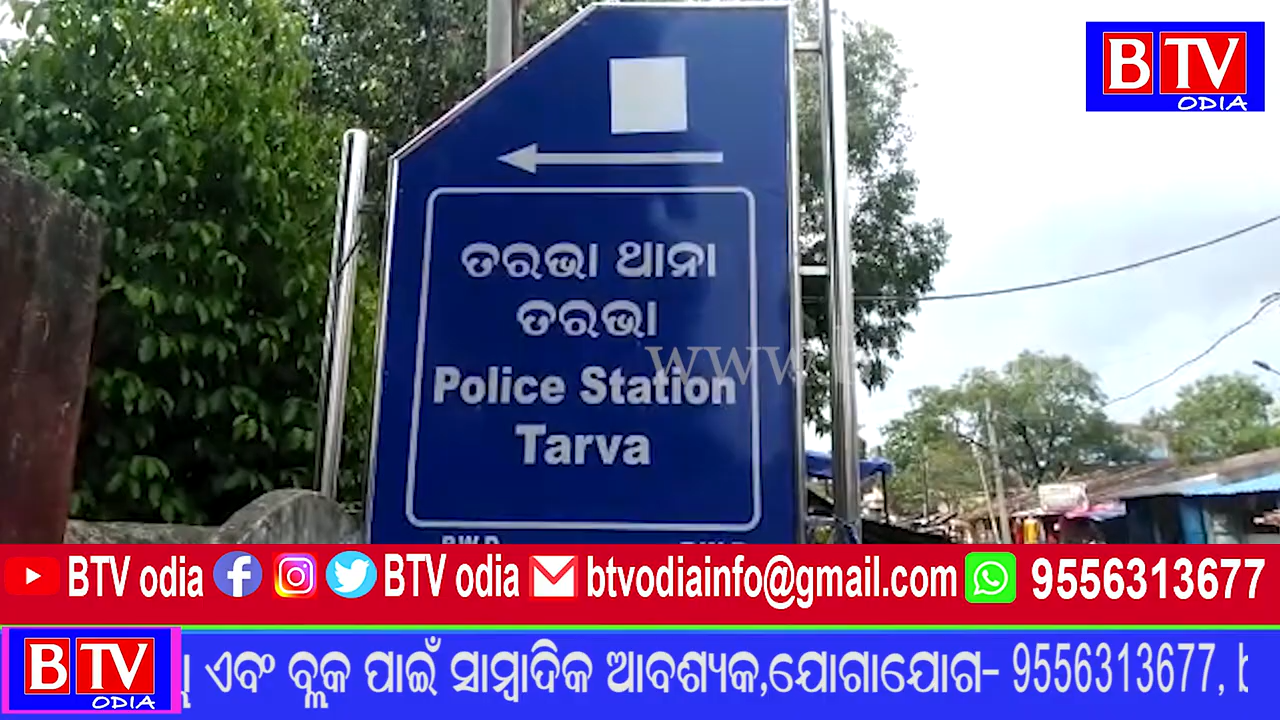 BTV
ODIA
ତରଭା ଥାନା
ତରଭା
Police Station
Tarva
www.
BTV odia BTV odia btvodiainfo@gmail.com 9556313677
BTV
ODIA
ଏବଂ ବ୍ଲକ ପାଇଁ ସାମ୍ବାଦିକ ଆବଶ୍ୟକ,ଯୋଗାଯୋଗ- 9556313677, b